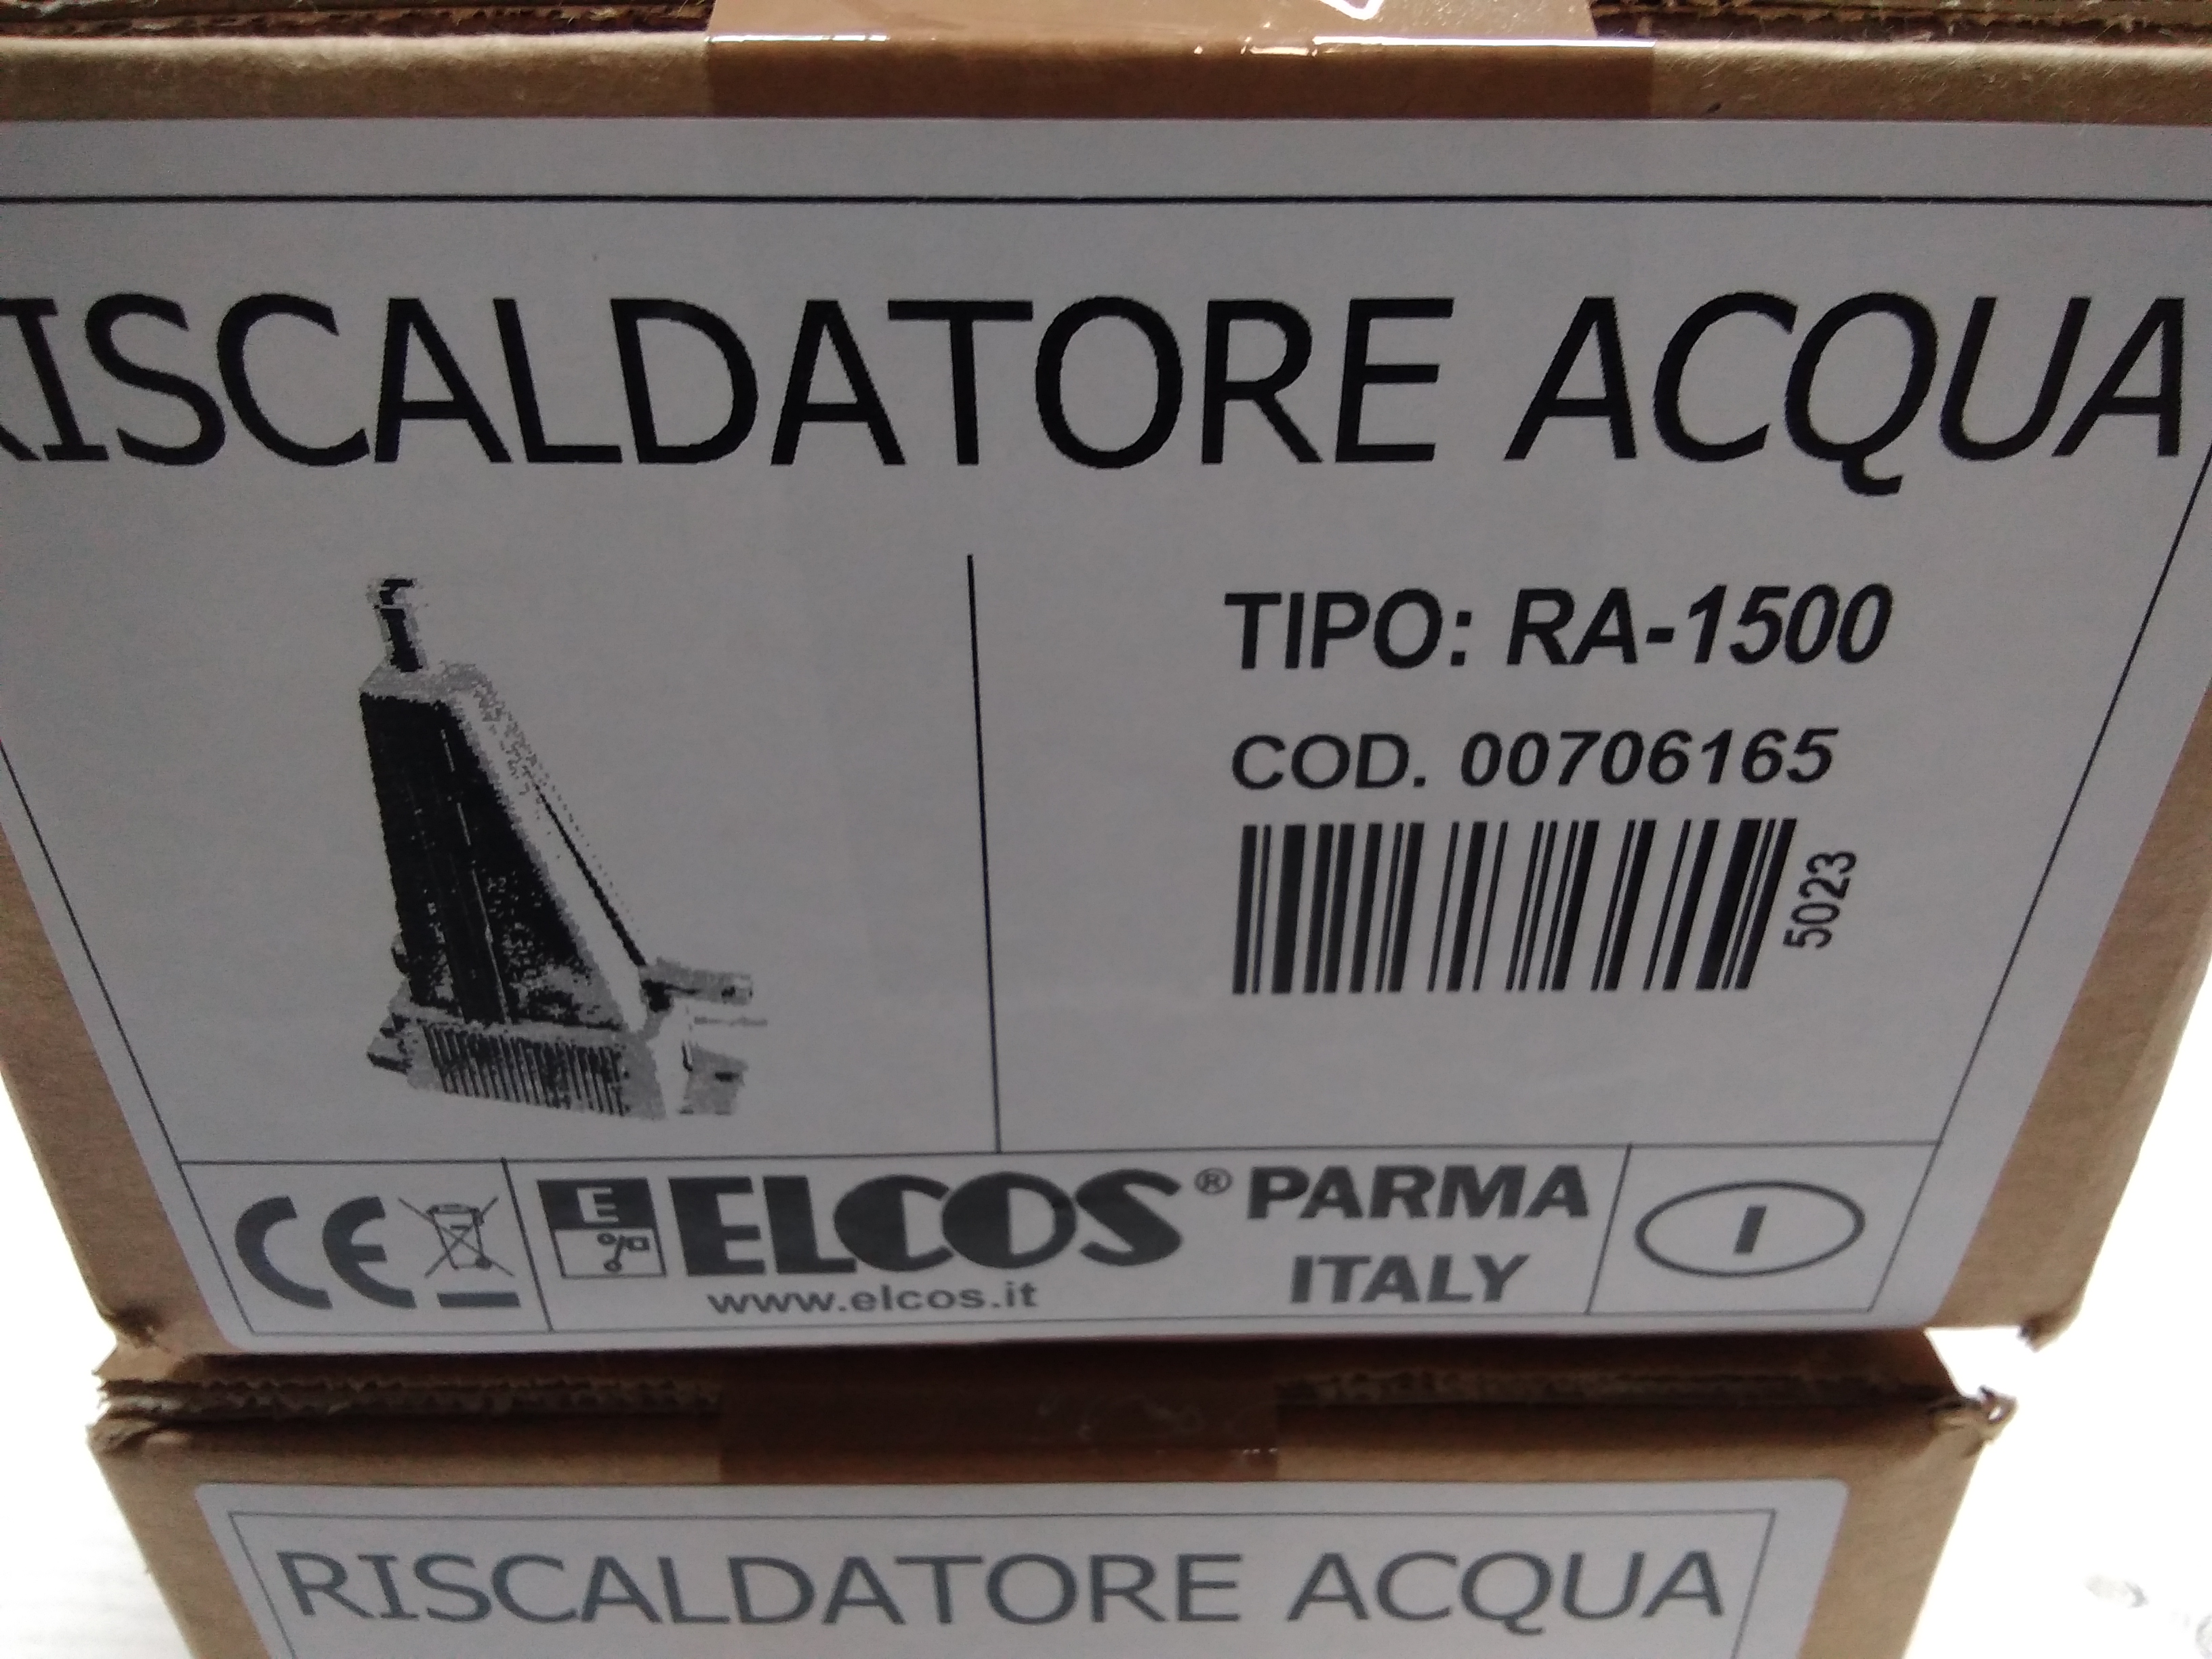 RISCALDATORE ACQUA
TIPO: RA-1500
COD. 00706165
5023
CE
E
ELCOS® PARMA
www.elcos.it
ITALY
I
RISCALDATORE ACQUA